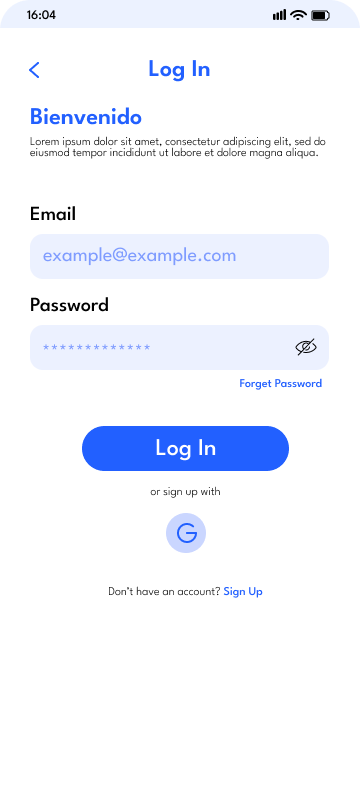 16:04
Log In
Bienvenido
Lorem ipsum dolor sit amet, consectetur adipiscing elit, sed do
eiusmod tempor incididunt ut labore et dolore magna aliqua.
Email
example@example.com
Password
*************
Forget Password
Log In
or sign up with
G
Don't have an account? Sign Up